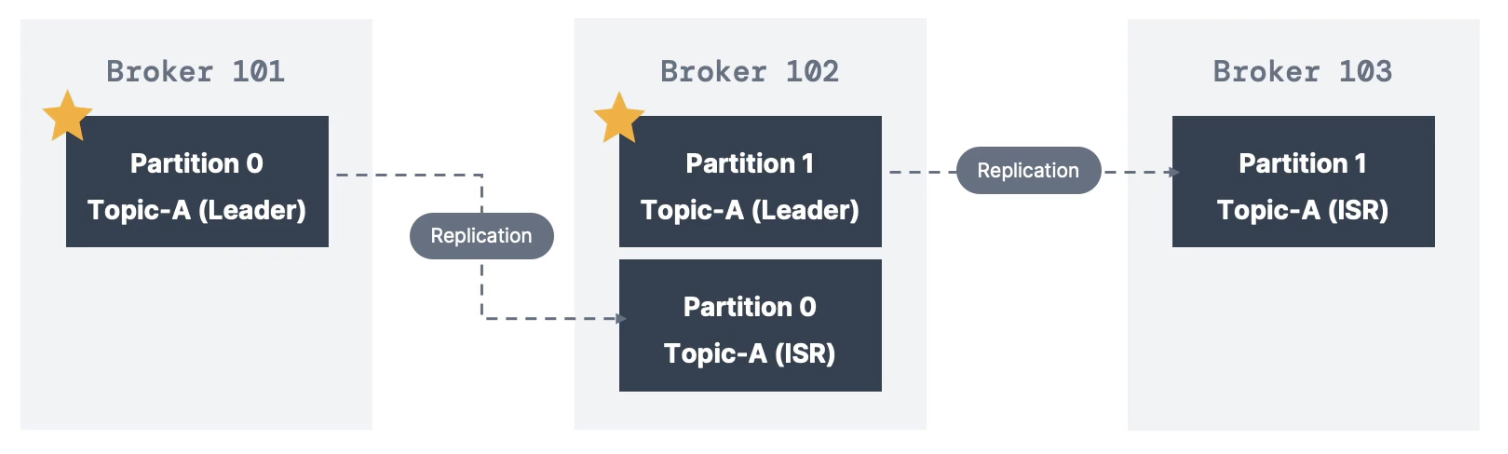 Broker 101
Partition 0
Topic-A (Leader)
Replication
Broker 102
Partition 1
Topic-A (Leader)
Partition 0
Topic-A (ISR)
Replication
Broker 103
Partition 1
Topic-A (ISR)